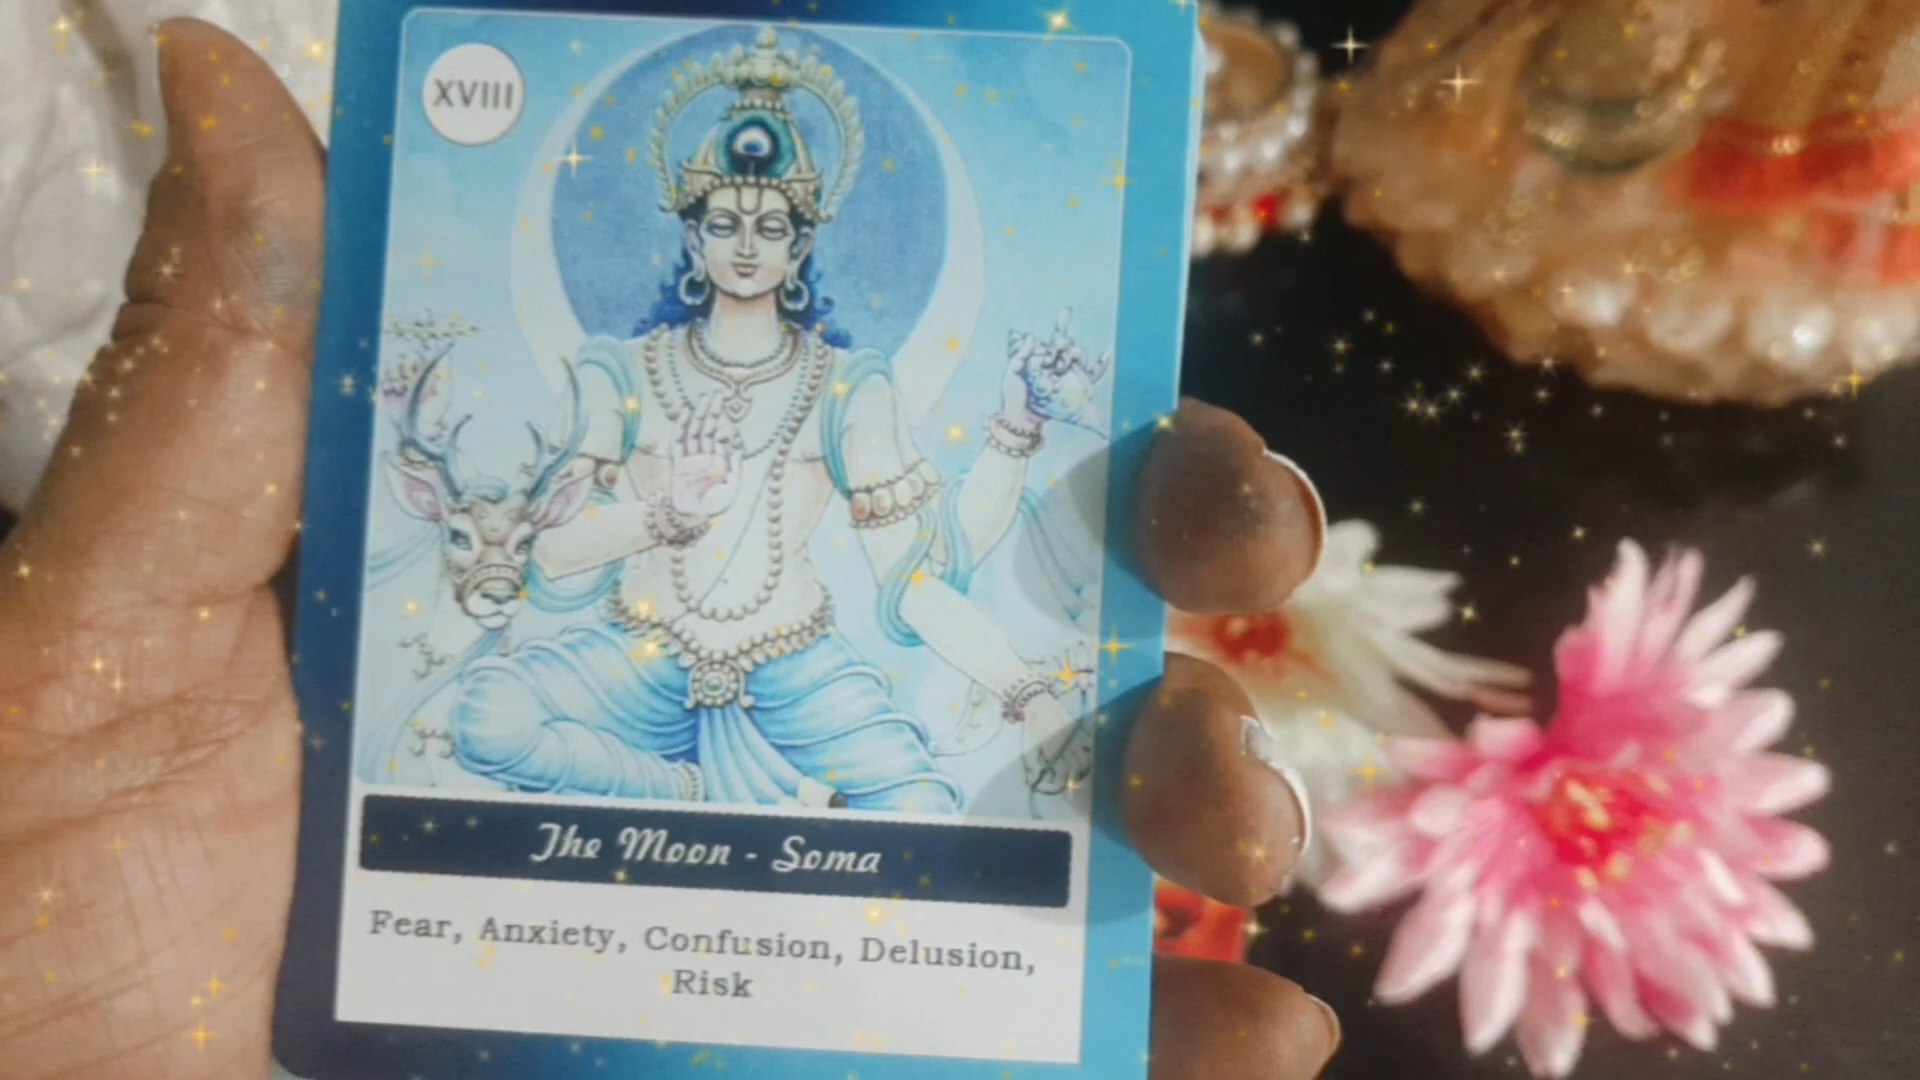 XVIII
The Moon - Soma
Fear, Anxiety, Confusion, Delusion,
Risk